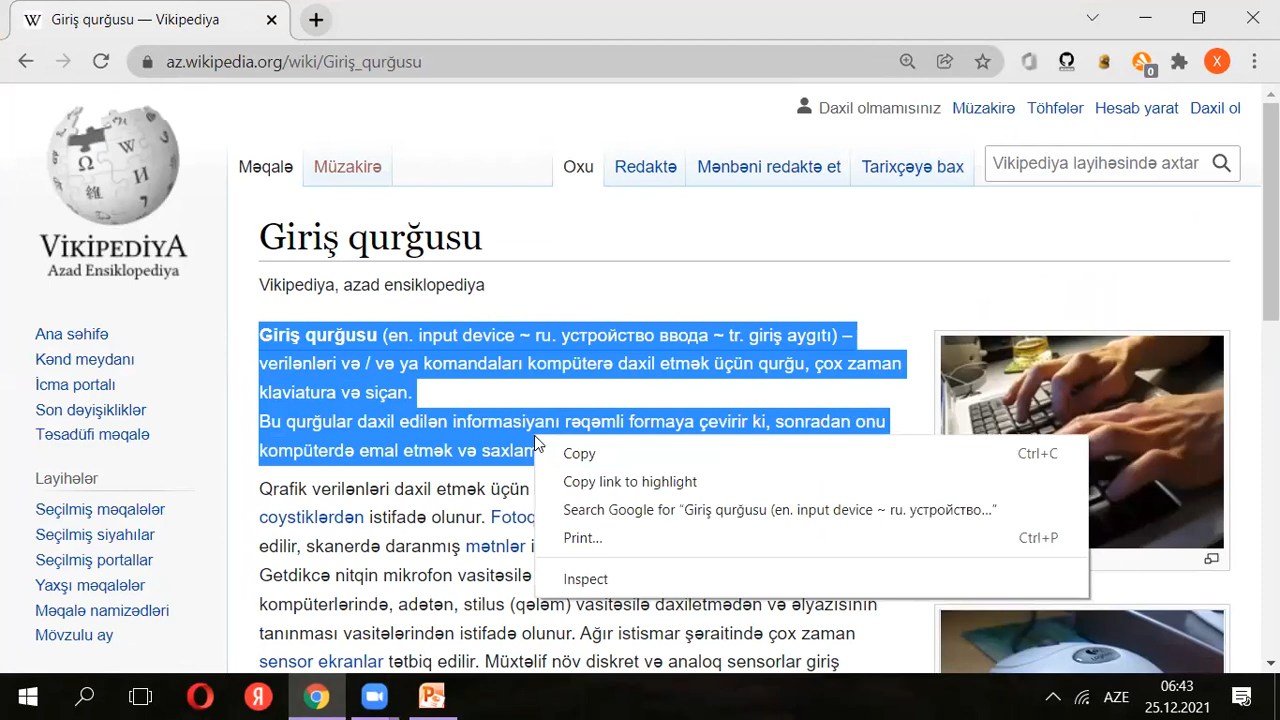 Giriş qurğusu — Vikipediya
az.wikipedia.org/wiki/Giriş_qurğusu
0
X
Daxil olmamısınız Müzakirə Töhfələr Hesab yarat Daxil ol
Məqalə Müzakirə Oxu Redaktə Mənbəni redaktə et Tarixçəyə bax Vikipediya layihəsində axtar
VİKİPEDİYA
Azad Ensiklopediya
Ana səhifə
Kənd meydanı
İcma portalı
Son dəyişikliklər
Təsadüfi məqalə
Layihələr
Seçilmiş məqalələr
Seçilmiş siyahılar
Seçilmiş portallar
Yaxşı məqalələr
Məqalə namizədləri
Mövzulu ay
Giriş qurğusu
Vikipediya, azad ensiklopediya
Giriş qurğusu (en. input device ~ ru. устройство ввода ~ tr. giriş aygıtı) –
verilənləri və / və ya komandaları kompüterə daxil etmək üçün qurğu, çox zaman
klaviatura və siçan.
Bu qurğular daxil edilən informasiyanı rəqəmli formaya çevirir ki, sonradan onu
kompüterdə emal etmək və saxlam
Qrafik verilənləri daxil etmək üçün
coystiklərdən istifadə olunur. Fotoq
edilir, skanerdə daranmış mətnlər i
Getdikcə nitqin mikrofon vasitəsilə
kompüterlərində, adətən, stilus (qələm) vasitəsilə daxiletmədən və əlyazısının
tanınması vasitələrindən istifadə olunur. Ağır istismar şəraitində çox zaman
sensor ekranlar tətbiq edilir. Müxtəlif növ diskret və analoq sensorlar giriş
Copy Ctrl+C
Copy link to highlight
Search Google for “Giriş qurğusu (en. input device ~ ru. устройство...”
Print... Ctrl+P
Inspect
AZE
06:43
25.12.2021